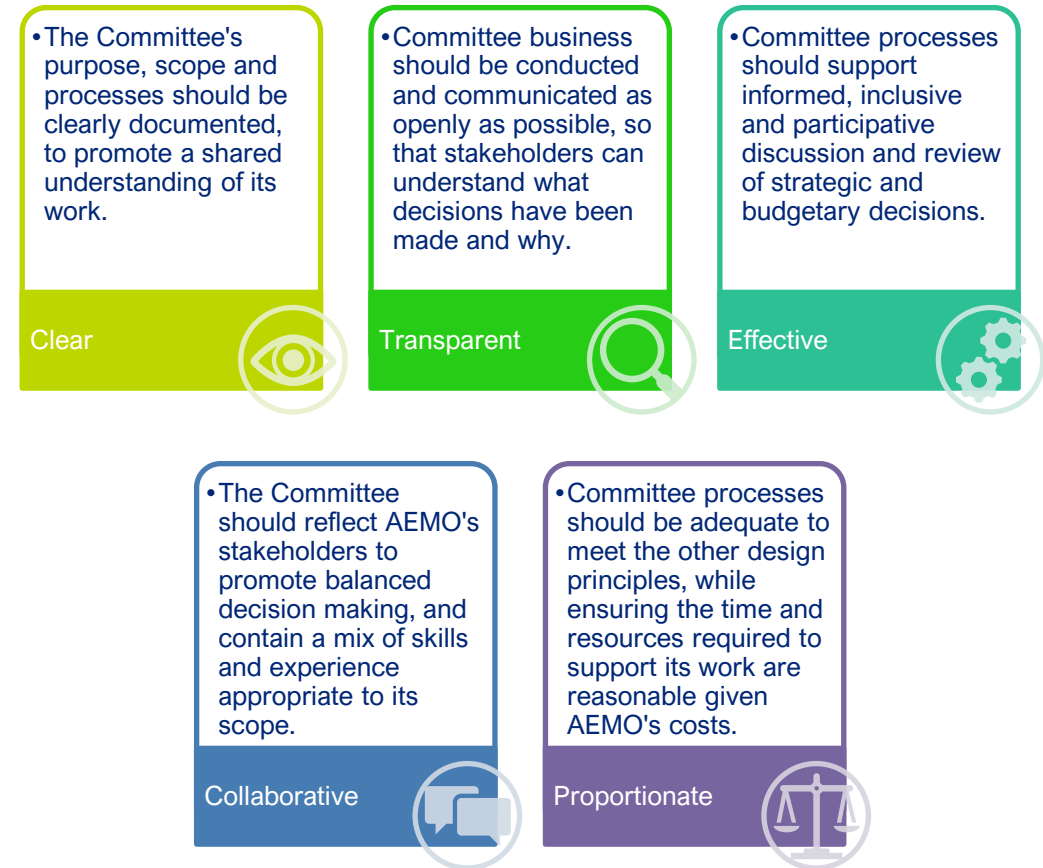 •The Committee's
purpose, scope and
processes should be
clearly documented,
to promote a shared
understanding of its
work.
Clear
•Committee business
should be conducted
and communicated as
openly as possible, so
that stakeholders can
understand what
decisions have been
made and why.
Transparent
•Committee processes
should support
informed, inclusive
and participative
discussion and review
of strategic and
budgetary decisions.
Effective
•The Committee
should reflect AEMO's
stakeholders to
promote balanced
decision making, and
contain a mix of skills
and experience
appropriate to its
scope.
Collaborative
•Committee processes
should be adequate to
meet the other design
principles, while
ensuring the time and
resources required to
support its work are
reasonable given
AEMO's costs.
Proportionate